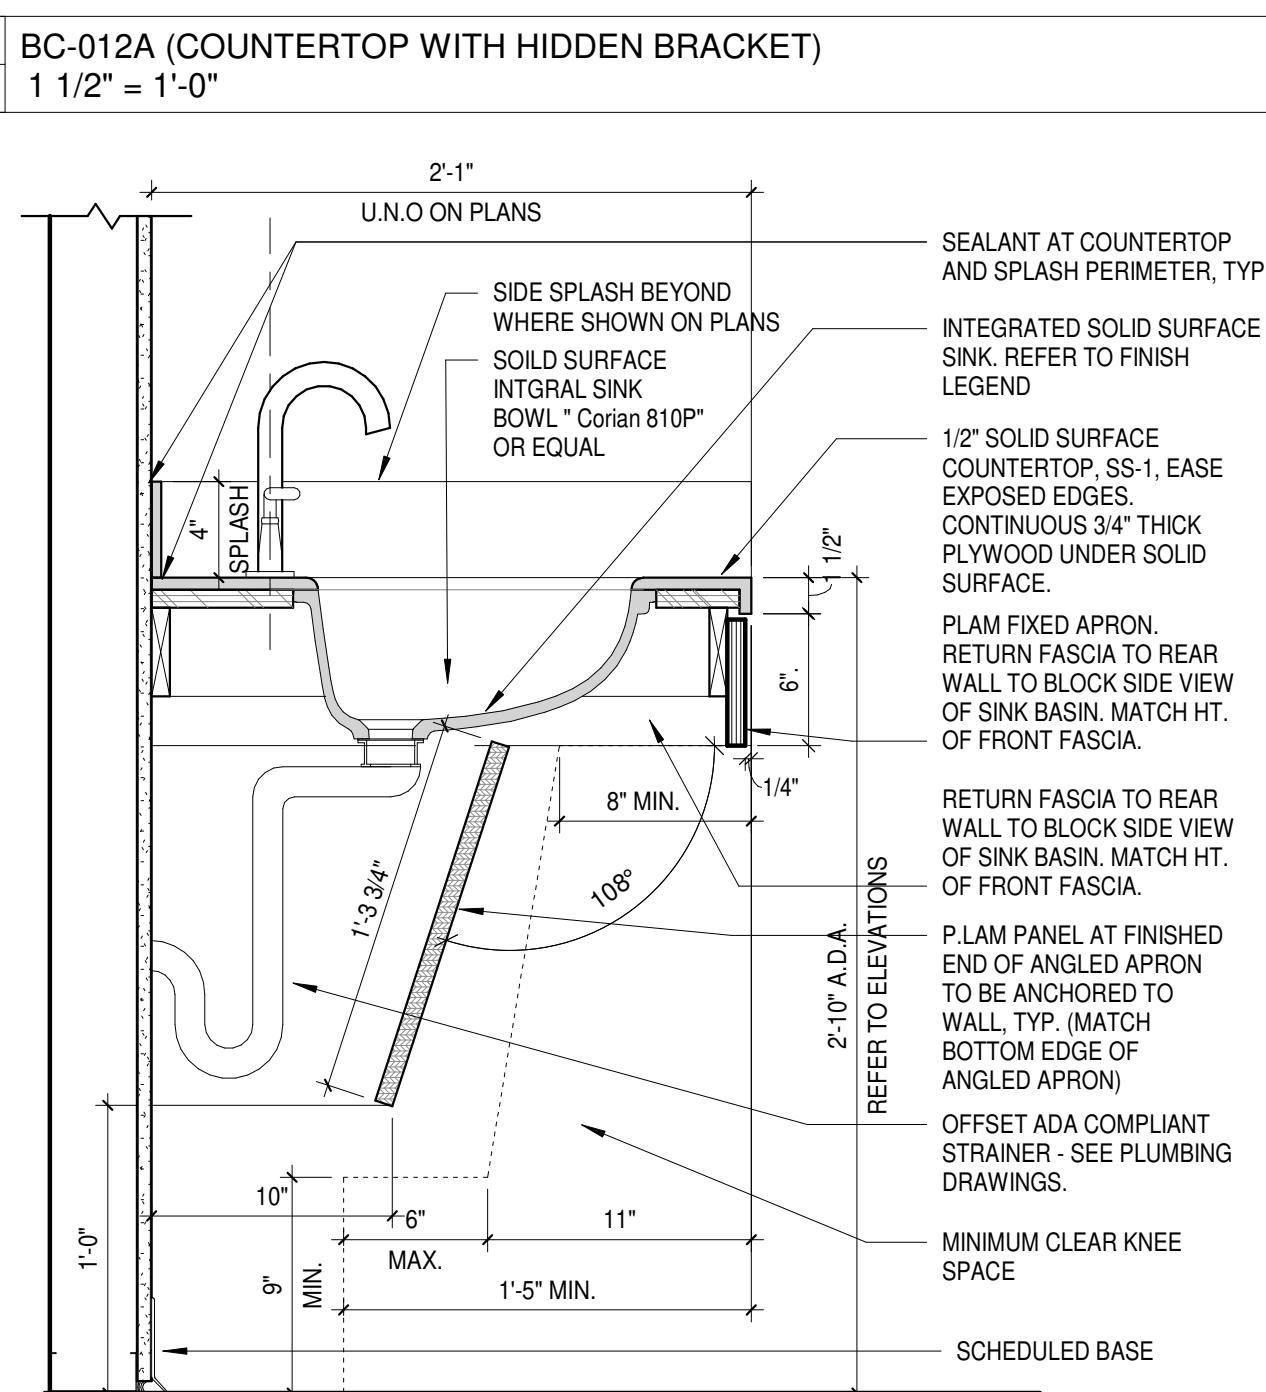 BC-012A (COUNTERTOP WITH HIDDEN BRACKET)
1 1/2" = 1'-0"
2'-1"
U.N.O ON PLANS
SEALANT AT COUNTERTOP
AND SPLASH PERIMETER, TYP
SIDE SPLASH BEYOND
WHERE SHOWN ON PLANS
SOILD SURFACE
INTGRAL SINK
BOWL " Corian 810P"
OR EQUAL
INTEGRATED SOLID SURFACE
SINK. REFER TO FINISH
LEGEND
1/2" SOLID SURFACE
COUNTERTOP, SS-1, EASE
EXPOSED EDGES.
CONTINUOUS 3/4" THICK
PLYWOOD UNDER SOLID
SURFACE.
4"
SPLASH
1 1/2"
6".
PLAM FIXED APRON.
RETURN FASCIA TO REAR
WALL TO BLOCK SIDE VIEW
OF SINK BASIN. MATCH HT.
OF FRONT FASCIA.
1/4"
8" MIN.
RETURN FASCIA TO REAR
WALL TO BLOCK SIDE VIEW
OF SINK BASIN. MATCH HT.
OF FRONT FASCIA.
1'-3 3/4"
108°
2'-10" A.D.A.
REFER TO ELEVATIONS
P.LAM PANEL AT FINISHED
END OF ANGLED APRON
TO BE ANCHORED TO
WALL, TYP. (MATCH
BOTTOM EDGE OF
ANGLED APRON)
OFFSET ADA COMPLIANT
STRAINER - SEE PLUMBING
DRAWINGS.
10"
6"
MAX.
11"
1'-0"
9"
MIN.
1'-5" MIN.
MINIMUM CLEAR KNEE
SPACE
SCHEDULED BASE